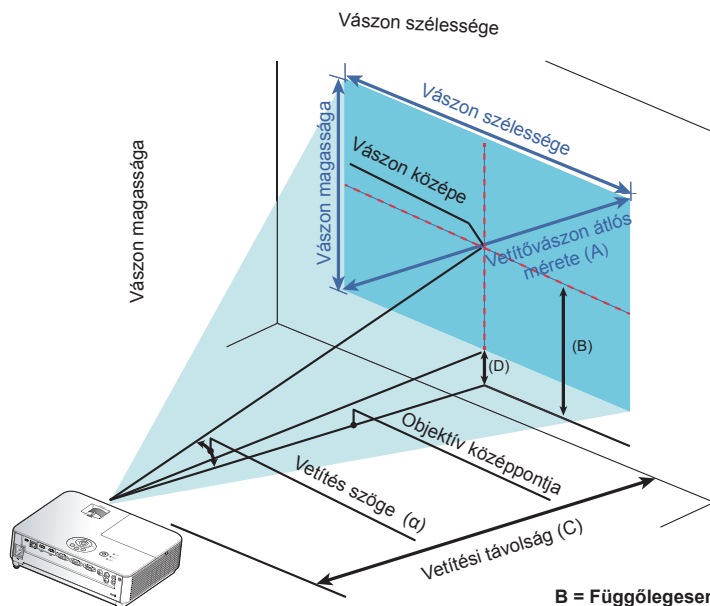 Vászon szélessége
Vászon szélessége
Vászon magassága
Vászon magassága
Vászon közepe
Vetítővászon átlós
mérete (A)
(B)
(D)
Objektív középpontja
Vetítés szöge (α)
Vetítési távolság (C)
B = Függőlegesen